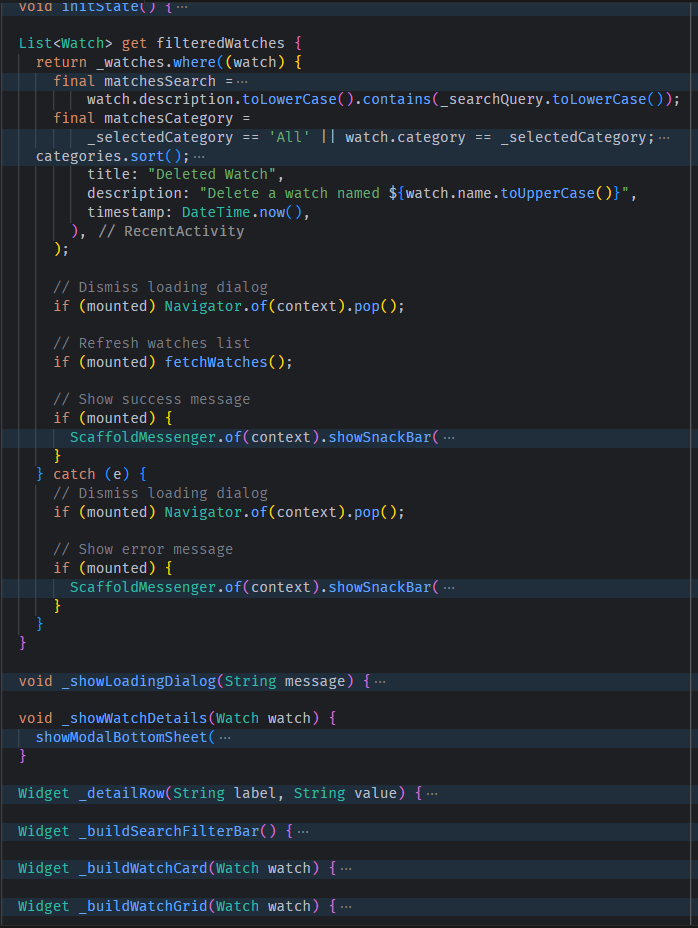 void initState() { ···
List<Watch> get filteredWatches {
return _watches.where((watch) {
final matchesSearch = ···
watch.description.toLowerCase().contains(_searchQuery.toLowerCase());
final matchesCategory =
_selectedCategory == 'All' || watch.category == _selectedCategory; ···
categories.sort(); ···
title: "Deleted Watch",
description: "Delete a watch named ${watch.name.toUpperCase()}",
timestamp: DateTime.now(),
), // RecentActivity
);
// Dismiss loading dialog
if (mounted) Navigator.of(context).pop();
// Refresh watches list
if (mounted) fetchWatches();
// Show success message
if (mounted) {
ScaffoldMessenger.of(context).showSnackBar( ···
}
} catch (e) {
// Dismiss loading dialog
if (mounted) Navigator.of(context).pop();
// Show error message
if (mounted) {
ScaffoldMessenger.of(context).showSnackBar( ···
}
}
}
void _showLoadingDialog(String message) { ···
void _showWatchDetails(Watch watch) {
showModalBottomSheet( ···
}
Widget _detailRow(String label, String value) { ···
Widget _buildSearchFilterBar() { ···
Widget _buildWatchCard(Watch watch) { ···
Widget _buildWatchGrid(Watch watch) { ···